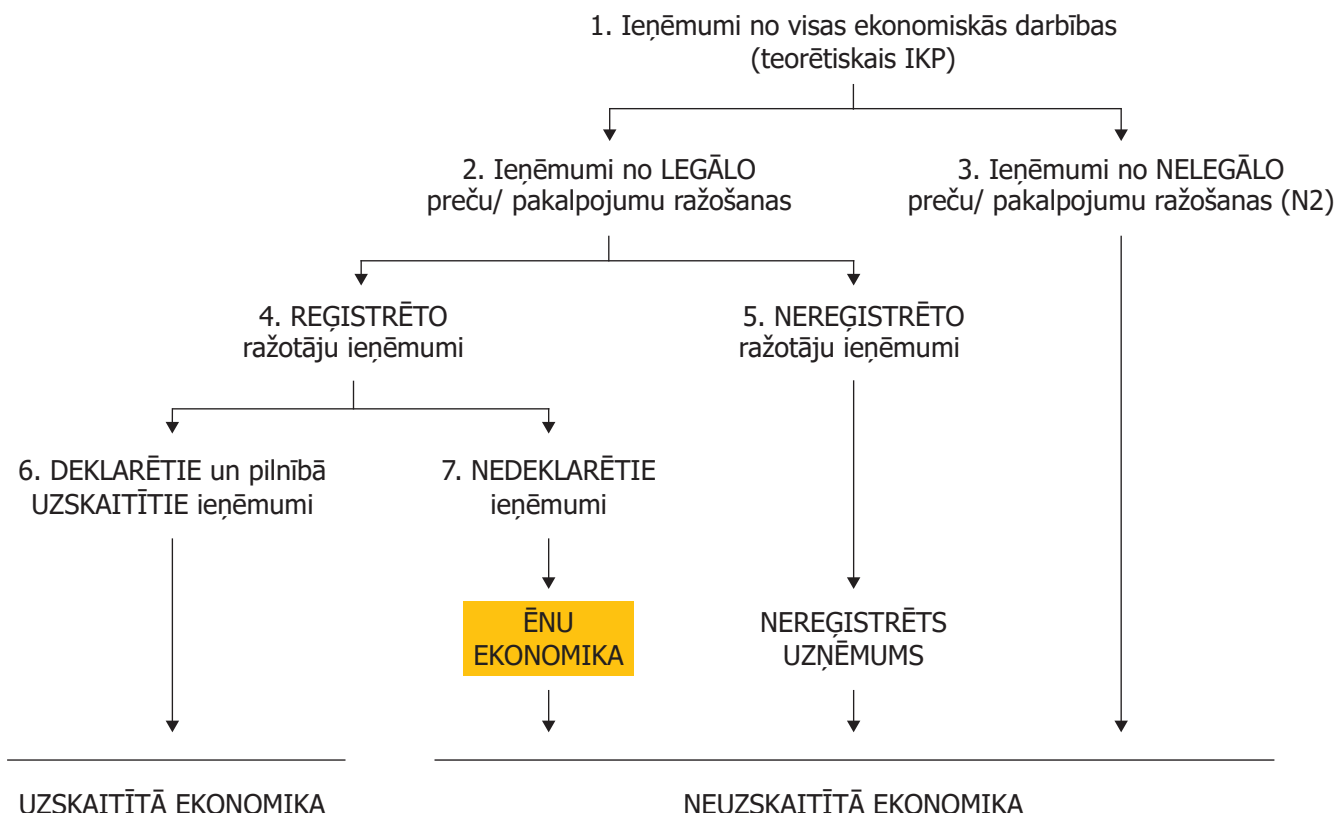 1. Ieņēmumi no visas ekonomiskās darbības
(teorētiskais IKP)
2. Ieņēmumi no LEGĀLO
preču/ pakalpojumu ražošanas
3. Ieņēmumi no NELEGĀLO
preču/ pakalpojumu ražošanas (N2)
4. REĢISTRĒTO
ražotāju ieņēmumi
5. NEREĢISTRĒTO
ražotāju ieņēmumi
6. DEKLARĒTIE un pilnībā
UZSKAITĪTIE ieņēmumi
7. NEDEKLARĒTIE
ieņēmumi
ĒNU
EKONOMIKA
NEREĢISTRĒTS
UZŅĒMUMS
UZSKAITĪTĀ EKONOMIKA
NEUZSKAITĪTĀ EKONOMIKA